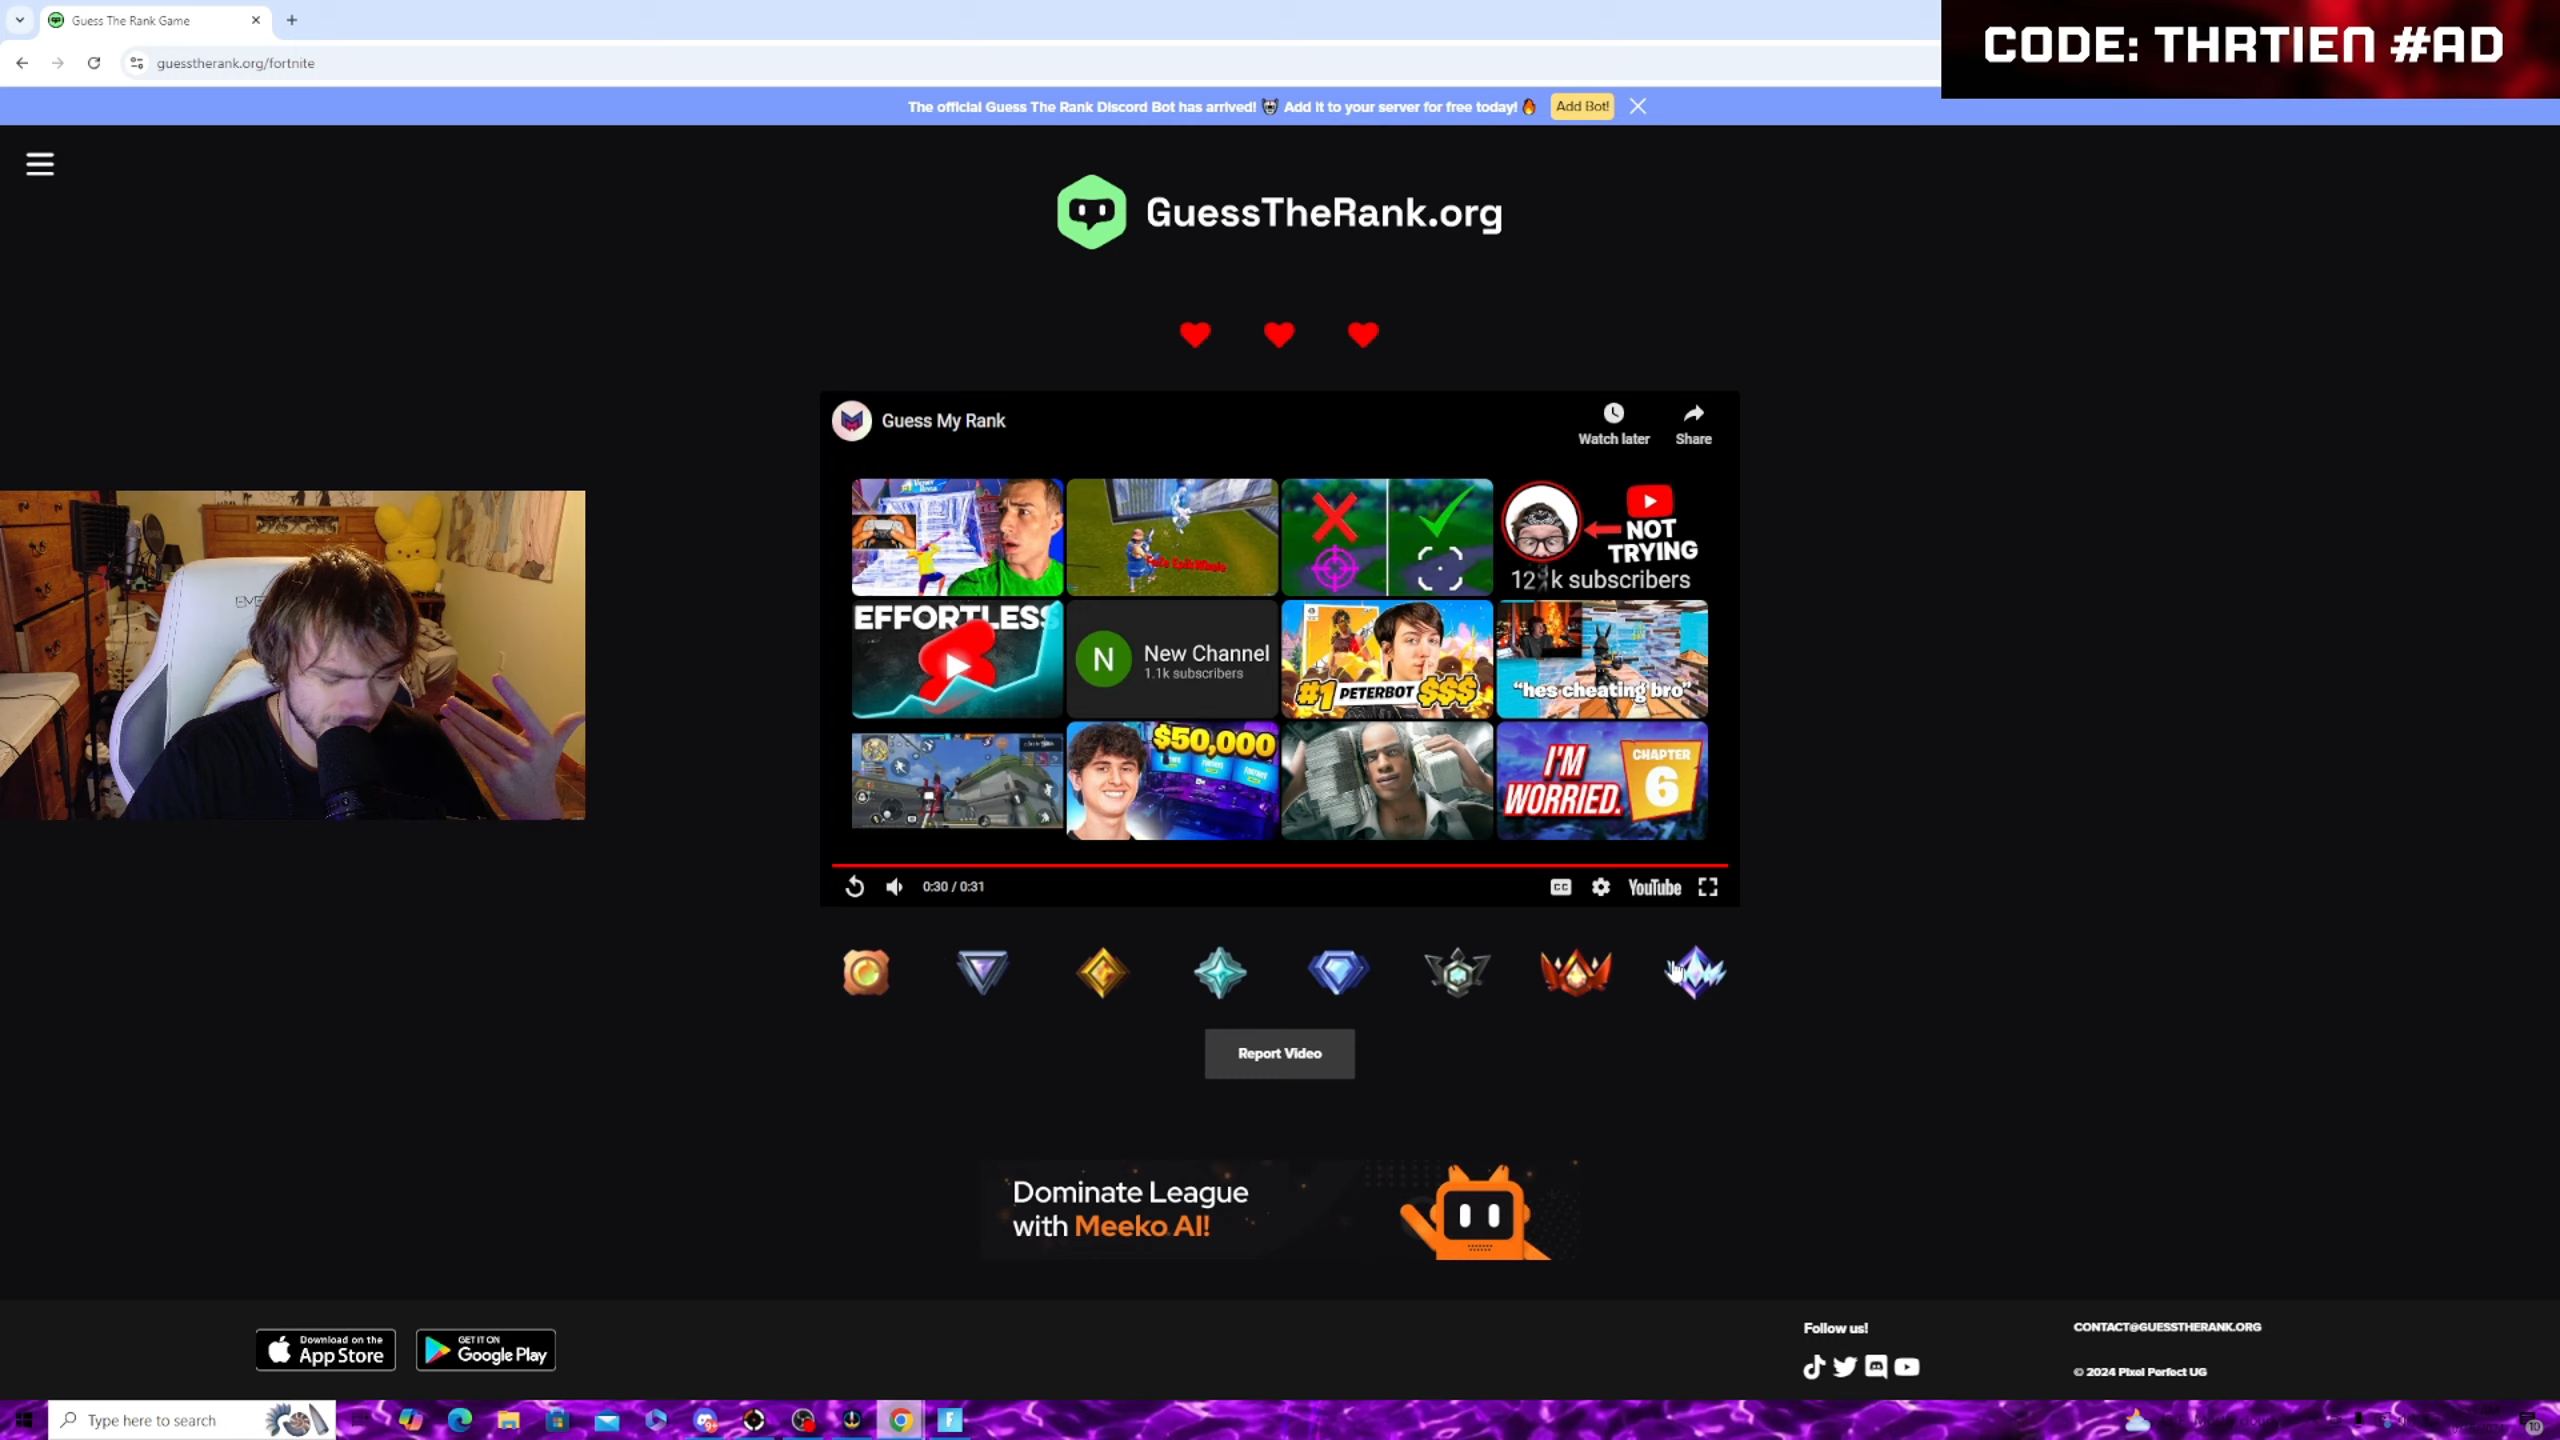 Guess The Rank Game
CODE: THRTIEN #AD
guesstherank.org/fortnite
The official Guess The Rank Discord Bot has arrived! Add it to your server for free today! Add Bot!
GuessTheRank.org
Guess My Rank
Watch later
Share
NOT
TRYING
k subscribers
EFFORTLESS
N
New Channel
1.1k subscribers
#1 PETERBOT $$$
"hes cheating bro"
$50,000
I'M
WORRIED.
CHAPTER
6
0:30 / 0:31
CC
YouTube
Report Video
Dominate League
with Meeko AI!
Download on the
App Store
GET IT ON
Google Play
Follow us!
CONTACT@GUESSTHERANK.ORG
© 2024 Pixel Perfect UG
Type here to search